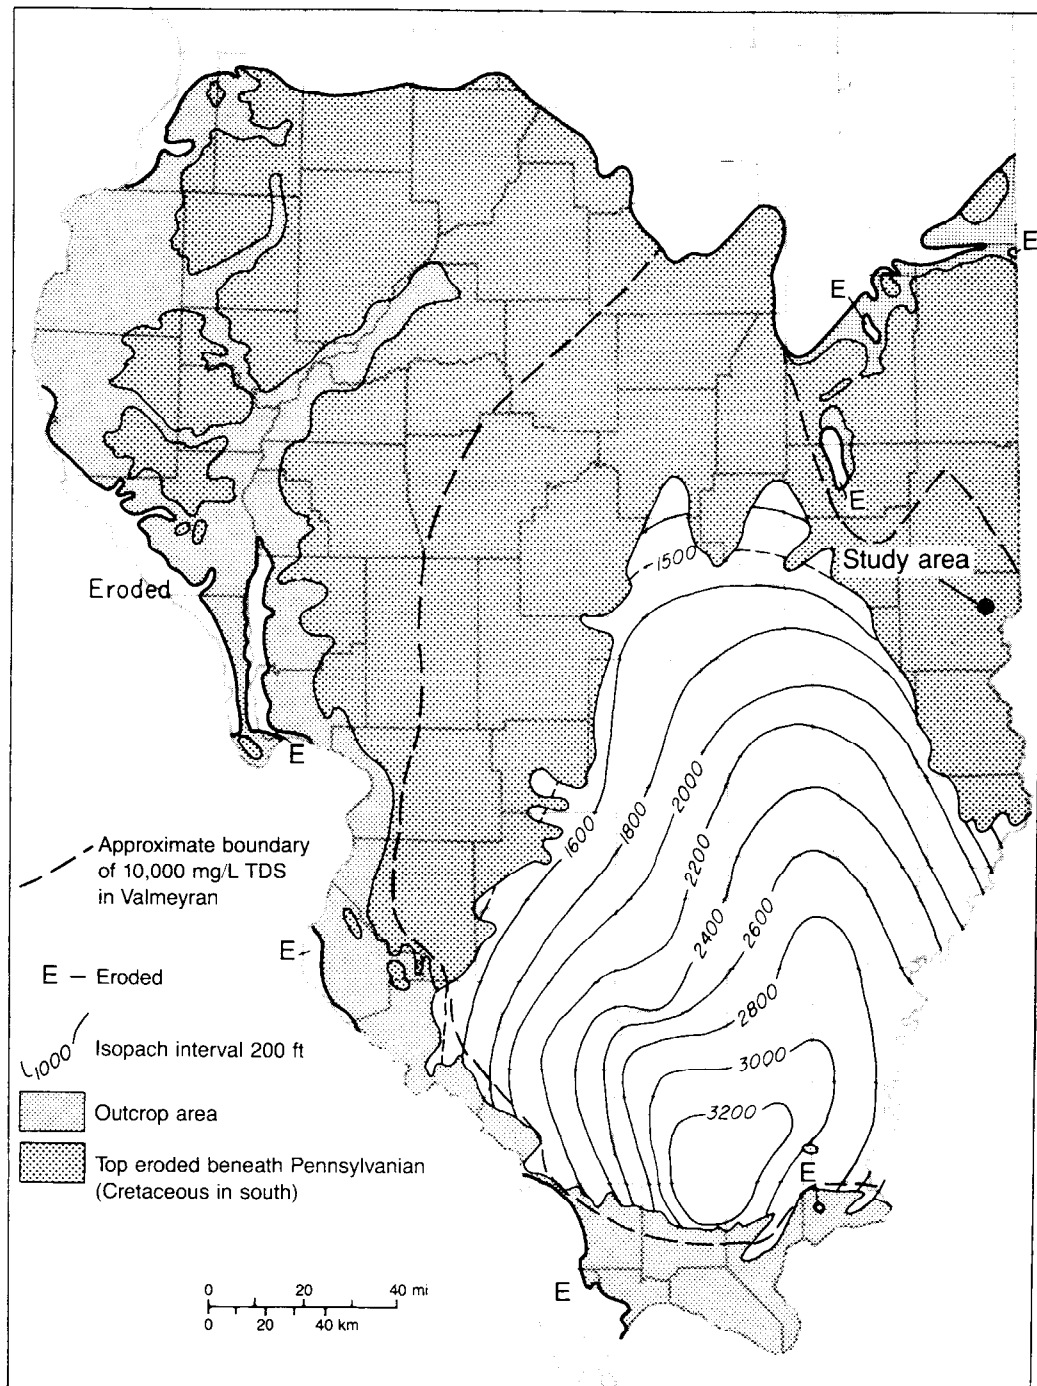 E
E
E
Study area
1500
Eroded
E
1600
1800
2000
2200
2400
2600
2800
3000
3200
Approximate boundary
of 10,000 mg/L TDS
in Valmeyran
E
E – Eroded
1000
Isopach interval 200 ft
Outcrop area
Top eroded beneath Pennsylvanian
(Cretaceous in south)
E
E
0 20 40 mi
0 20 40 km